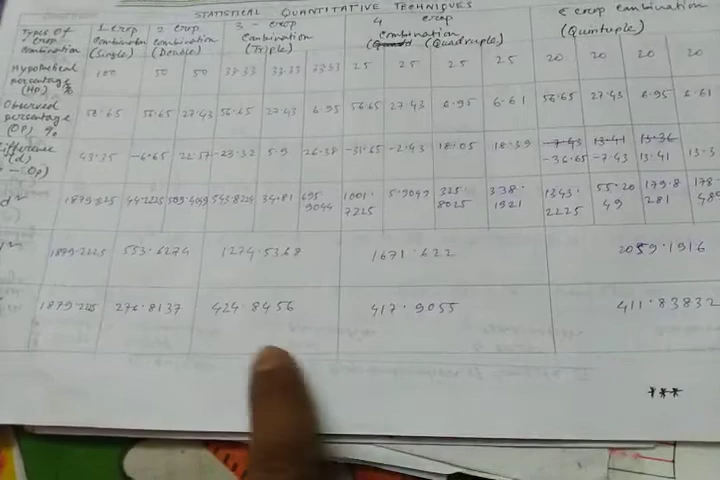 STATISTICAL QUANTITATIVE TECHNIQUES
Types of crop combination | 1 crop combination (Single) | 2 crop combination (Double) | 3 - crop combination (Triple) | 4 crop combination (Quadruple) | 5 crop combination (Quintuple)
Hypothetical percentage (HP) % | 100 | 50 50 | 33.33 33.33 33.33 | 25 25 25 25 | 20 20 20 20
Observed percentage (OP) % | 56.65 | 56.65 27.43 | 56.65 27.43 6.95 | 56.65 27.43 6.95 6.61 | 56.65 27.43 6.95 6.61
Difference (d) - OP) | 43.35 | -6.65 22.57 | -23.32 5.9 26.38 | -31.65 -2.43 18.05 18.39 | -36.65 -7.43 13.41 13.3
d² | 1879.225 | 44.2225 509.4049 | 543.8224 34.81 695.9044 | 1001.7225 5.9049 325.8025 338.1921 | 1343.2225 55.2049 179.8281 178.
1879.2225 | 553.6274 | 1274.5368 | 1671.622 | 2059.1916
1879.225 | 276.8137 | 424.8456 | 417.9055 | 411.83832
***